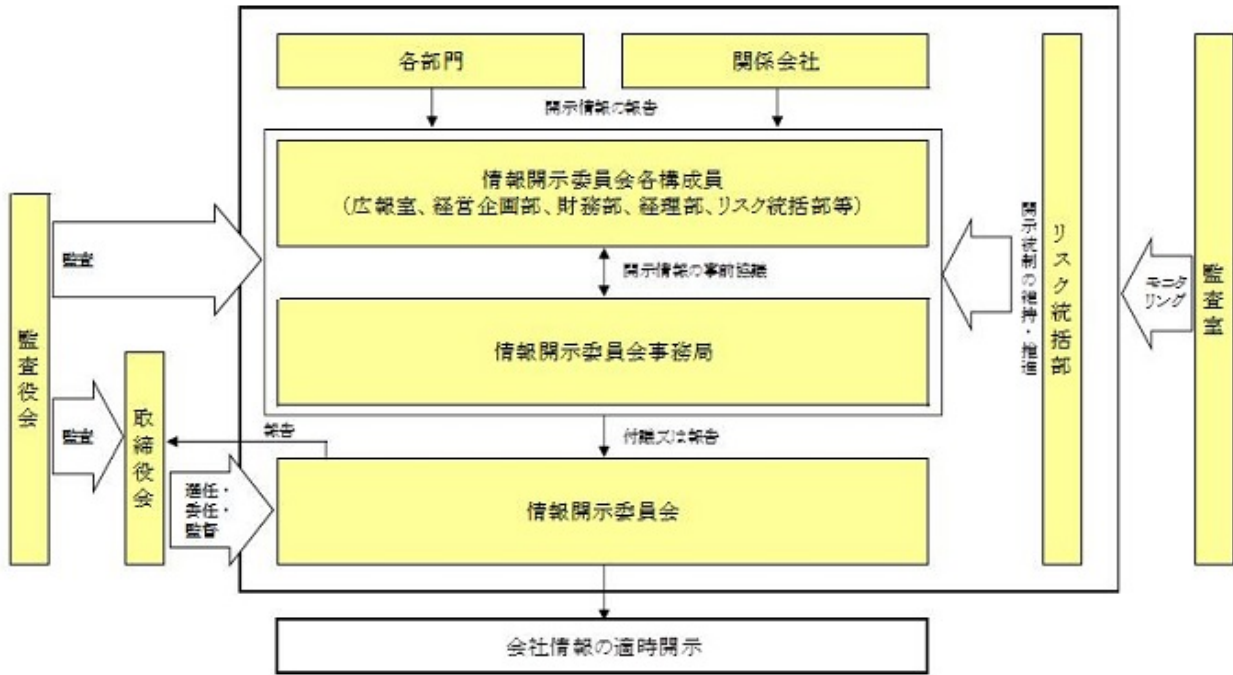 各部門
関係会社
開示情報の報告
情報開示委員会各構成員
（広報室、経営企画部、財務部、経理部、リスク統括部等）
開示情報の事前協議
情報開示委員会事務局
付議又は報告
報告
情報開示委員会
会社情報の適時開示
監査役会
監査
監査
取締役会
選任・
委任・
監督
開示統制の維持・推進
リスク統括部
モニタ
リング
監査室